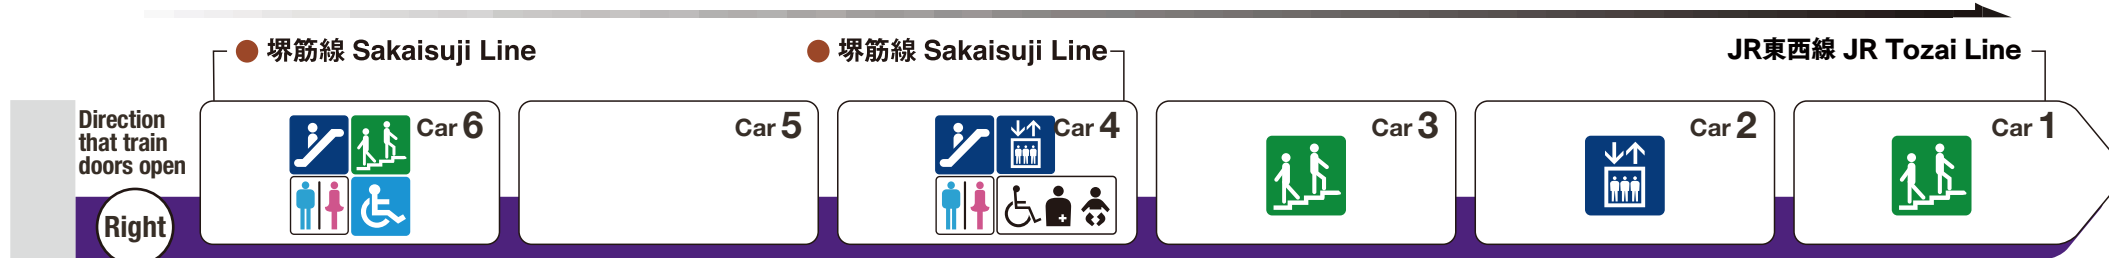 堺筋線 Sakaisuji Line
堺筋線 Sakaisuji Line
JR東西線 JR Tozai Line
Direction
that train
doors open
Right
Car 6
Car 5
Car 4
Car 3
Car 2
Car 1